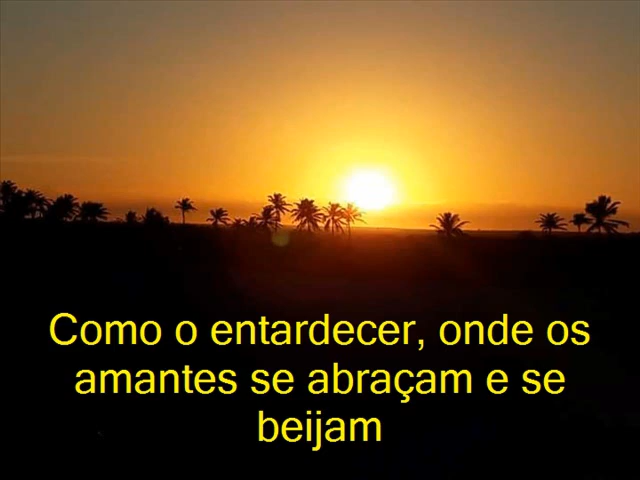 Como o entardecer, onde os
amantes se abraçam e se
beijam